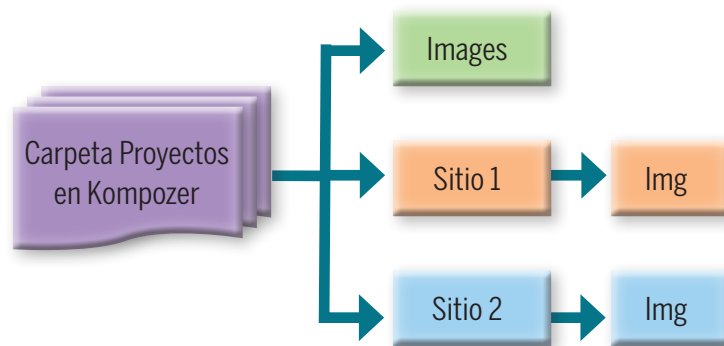 Images
Carpeta Proyectos
en Kompozer
Sitio 1
Img
Sitio 2
Img